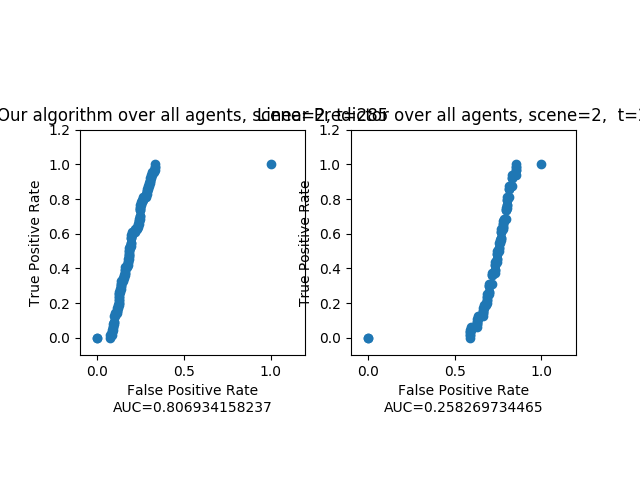 Our algorithm over all agents, scene=2, t=285
Linear Predictor over all agents, scene=2,  t=
1.2
1.0
0.8
0.6
0.4
0.2
0.0
True Positive Rate
0.0
0.5
1.0
False Positive Rate
AUC=0.806934158237
1.2
1.0
0.8
0.6
0.4
0.2
0.0
True Positive Rate
0.0
0.5
1.0
False Positive Rate
AUC=0.258269734465